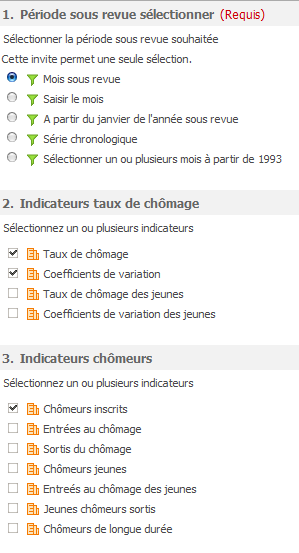 1. Période sous revue sélectionner (Requis)
Sélectionner la période sous revue souhaitée
Cette invite permet une seule sélection.
Mois sous revue
Saisir le mois
A partir du janvier de l'année sous revue
Série chronologique
Sélectionner un ou plusieurs mois à partir de 1993
2. Indicateurs taux de chômage
Sélectionnez un ou plusieurs indicateurs
Taux de chômage
Coefficients de variation
Taux de chômage des jeunes
Coefficients de variation des jeunes
3. Indicateurs chômeurs
Sélectionnez un ou plusieurs indicateurs
Chômeurs inscrits
Entrées au chômage
Sortis du chômage
Chômeurs jeunes
Entreés au chômage des jeunes
Jeunes chômeurs sortis
Chômeurs de longue durée